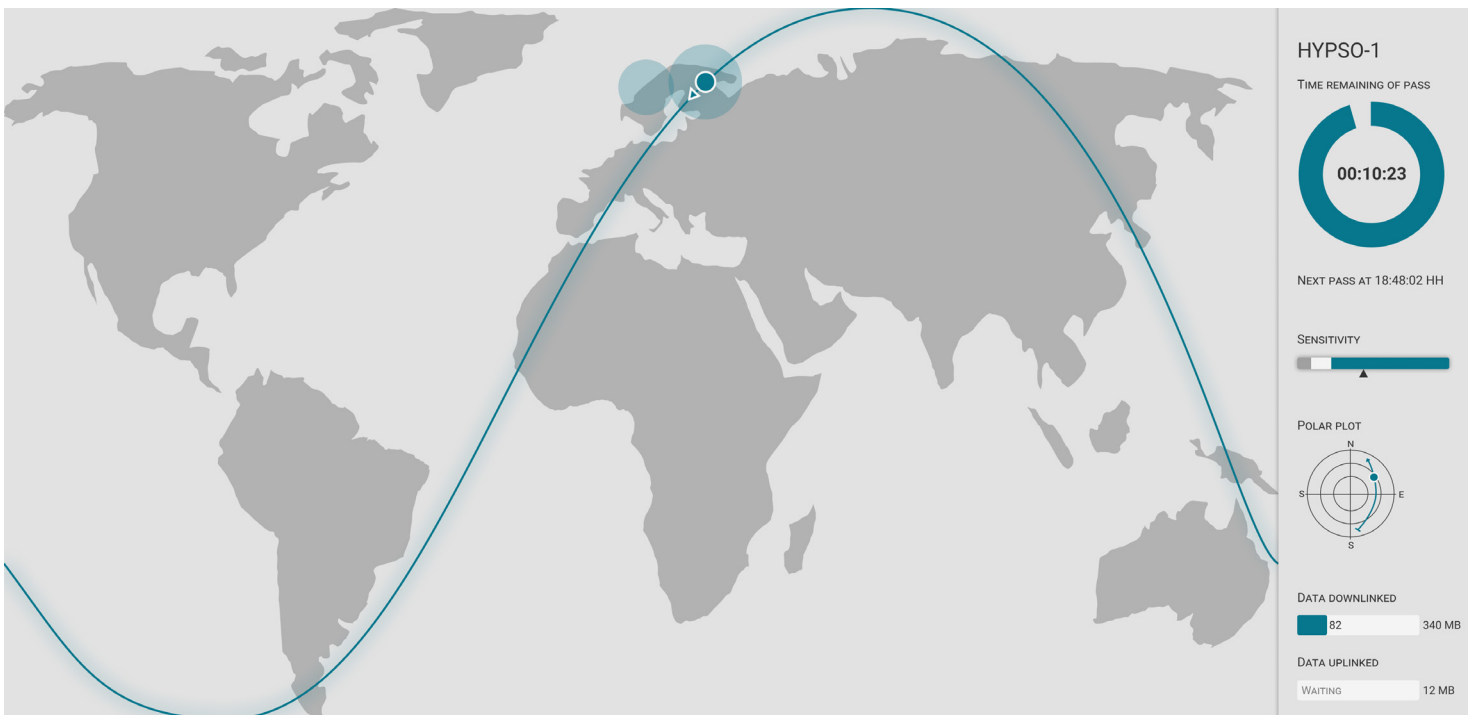 HYPSO-1
TIME REMAINING OF PASS
00:10:23
NEXT PASS AT 18:48:02 HH
SENSITIVITY
POLAR PLOT
N
S E
S
DATA DOWNLINKED
82 340 MB
DATA UPLINKED
WAITING 12 MB